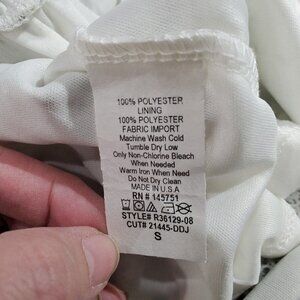 100% POLYESTER
LINING
100% POLYESTER
FABRIC IMPORT
Machine Wash Cold
Tumble Dry Low
Only Non-Chlorine Bleach
When Needed
Warm Iron When Need
Do Not Dry Clean
MADE IN U.S.A
RN # 145751
STYLE# R36129-08
CUT# 21445-DDJ
S